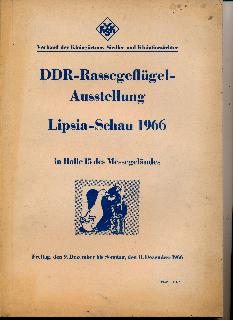 Verband der Kleingärtner, Siedler und Kleintierzüchter
DDR-Rassegeflügel-
Ausstellung
Lipsia-Schau 1966
in Halle 15 des Messegeländes
Freitag, den 9. Dezember bis Sonntag, den 11. Dezember 1966